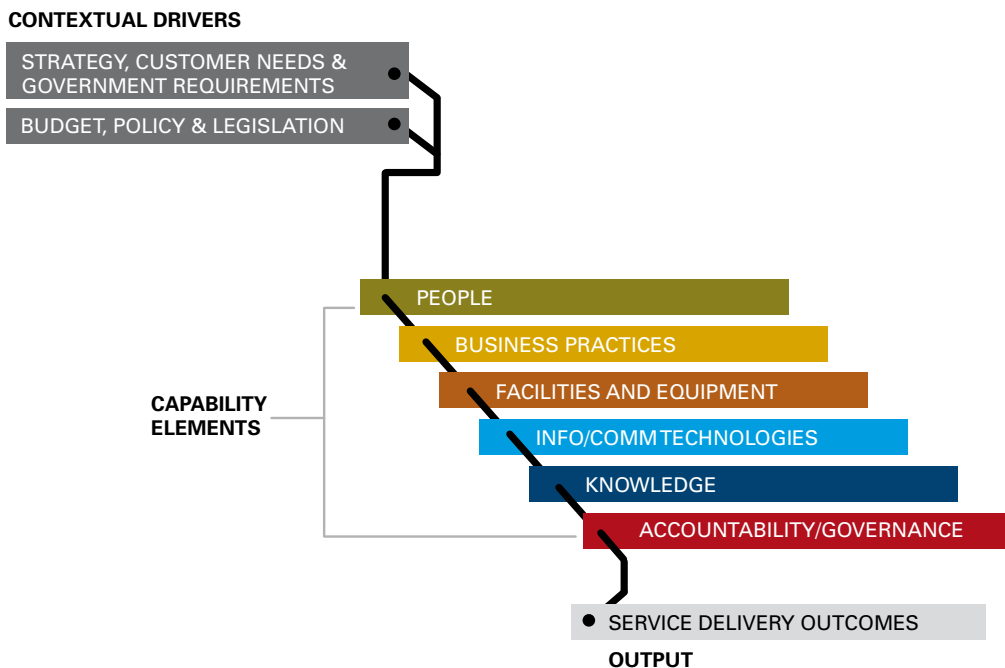 CONTEXTUAL DRIVERS
STRATEGY, CUSTOMER NEEDS &
GOVERNMENT REQUIREMENTS
BUDGET, POLICY & LEGISLATION
PEOPLE
BUSINESS PRACTICES
FACILITIES AND EQUIPMENT
CAPABILITY
ELEMENTS
INFO/COMM TECHNOLOGIES
KNOWLEDGE
ACCOUNTABILITY/GOVERNANCE
SERVICE DELIVERY OUTCOMES
OUTPUT